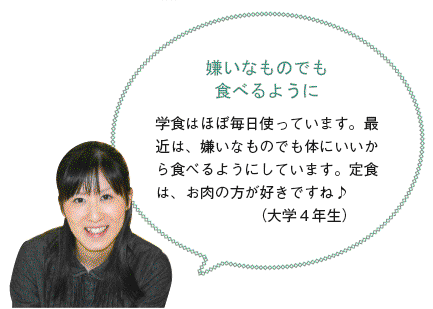 嫌いなものでも
食べるように
学食はほぼ毎日使っています。最
近は、嫌いなものでも体にいいか
ら食べるようにしています。定食
は、お肉の方が好きですね♪
（大学４年生）